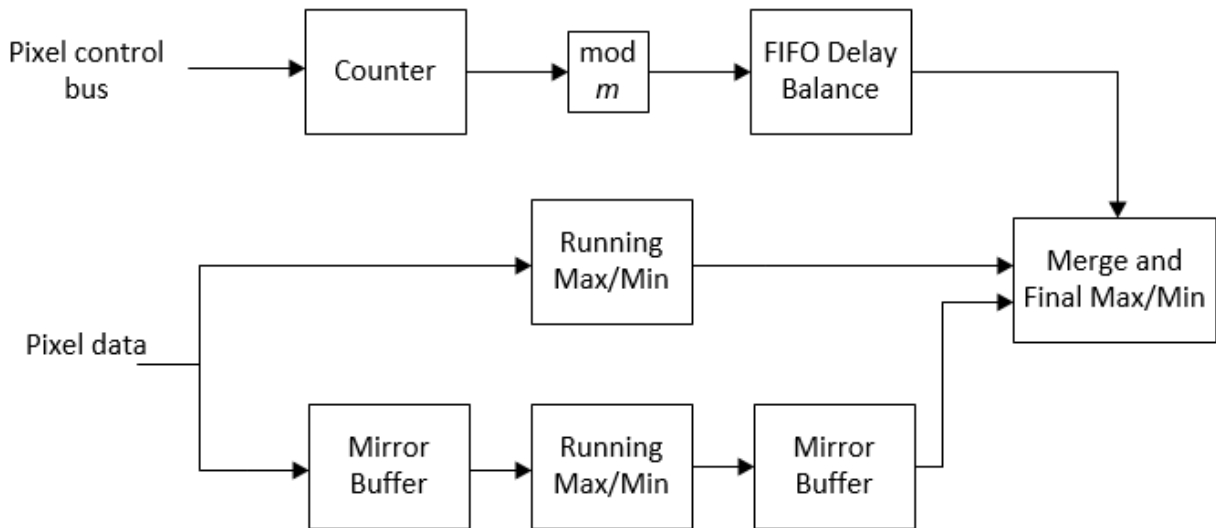 Pixel control
bus
Counter
mod
m
FIFO Delay
Balance
Running
Max/Min
Merge and
Final Max/Min
Pixel data
Mirror
Buffer
Running
Max/Min
Mirror
Buffer